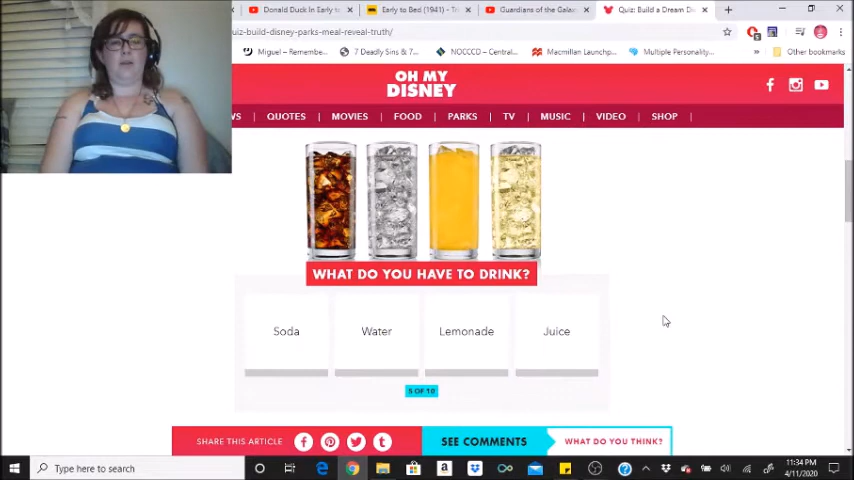 Donald Duck In Early to
Early to Bed (1941) - Tr
Guardians of the Galax
Quiz: Build a Dream Di
uiz-build-disney-parks-meal-reveal-truth/
Miguel – Remembe...
7 Deadly Sins & 7...
NOCCCD – Central...
Macmillan Launchp...
Multiple Personality...
Other bookmarks
OH MY
DISNEY
WS | QUOTES | MOVIES | FOOD | PARKS | TV | MUSIC | VIDEO | SHOP |
WHAT DO YOU HAVE TO DRINK?
Soda
Water
Lemonade
Juice
5 OF 10
SHARE THIS ARTICLE
SEE COMMENTS
WHAT DO YOU THINK?
Type here to search
11:34 PM
4/11/2020